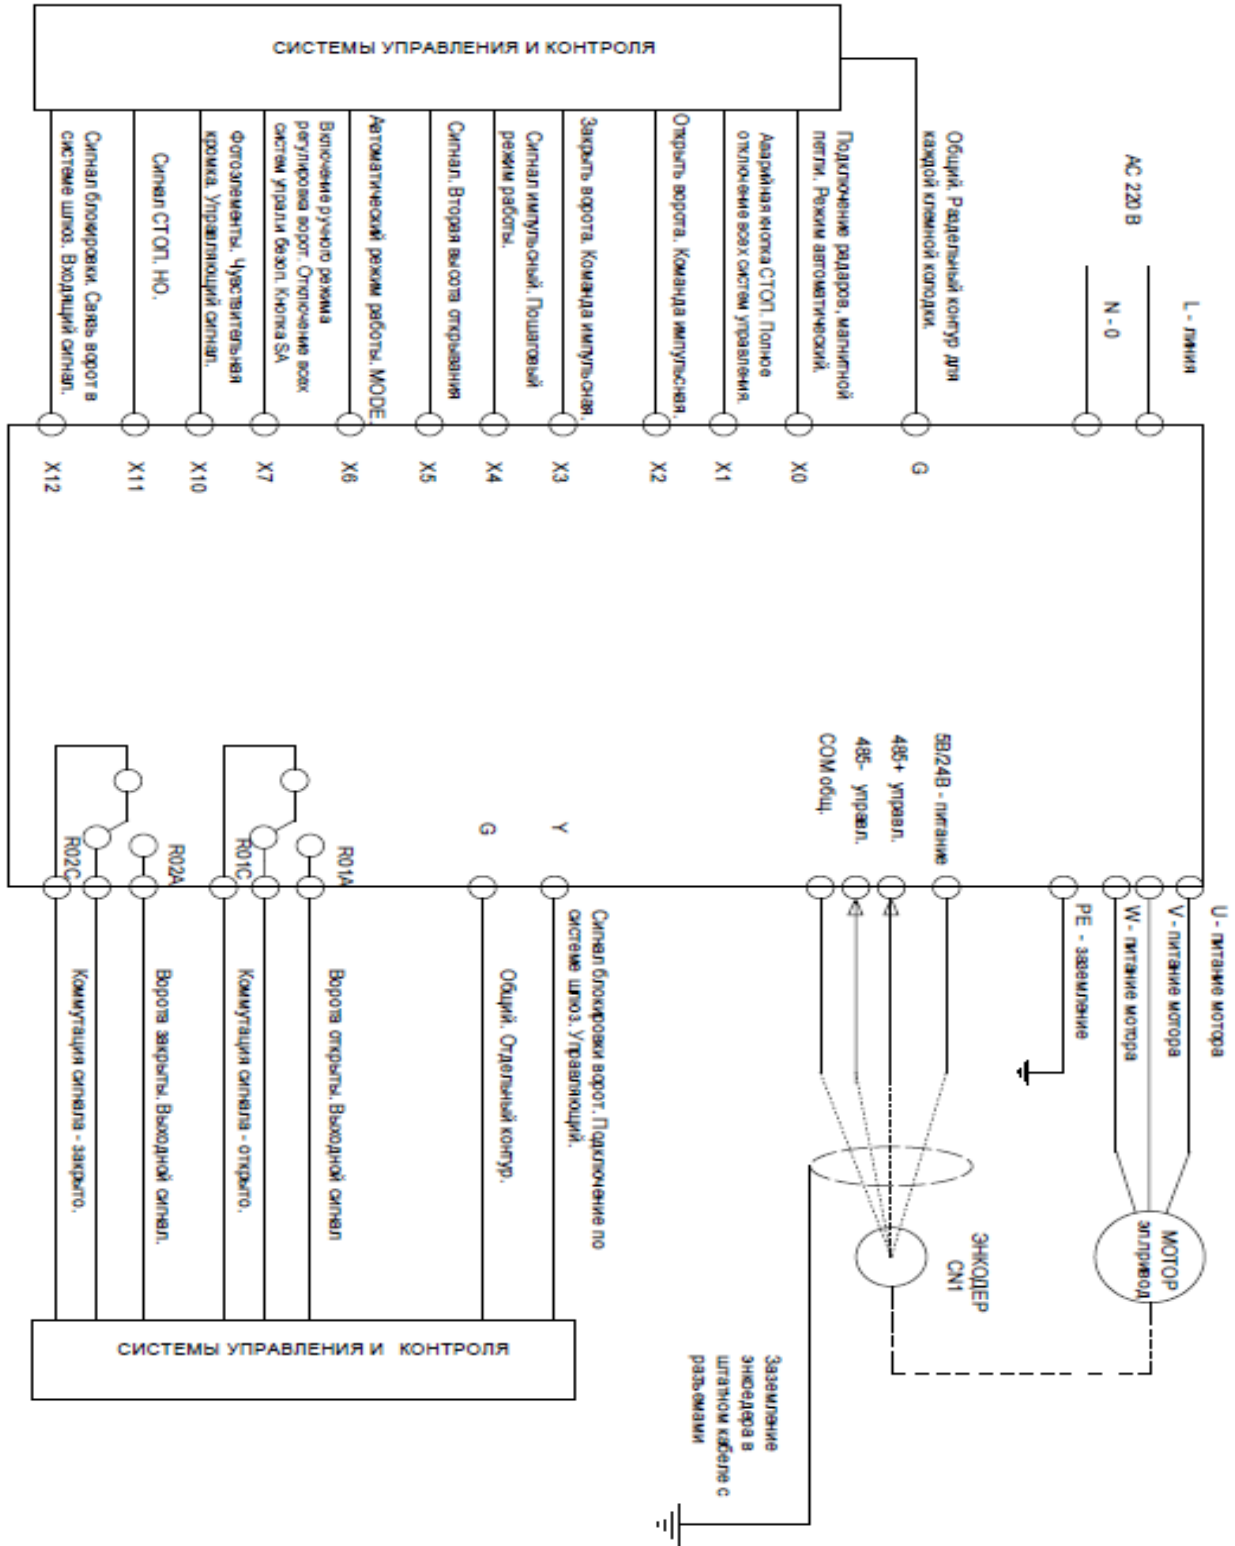 СИСТЕМЫ УПРАВЛЕНИЯ И КОНТРОЛЯ
AC 220 В
L - линия
N - 0
Общий. Раздельный контур для
каждой клемной колодки.
Подключение радаров, магнитной
петли. Режим автоматический.
Аварийная кнопка СТОП. Полное
отключение всех систем управления.
Открыть ворота. Команда импульсная.
Закрыть ворота. Команда импульсная.
Сигнал импульсный. Пошаговый
режим работы.
Сигнал. Вторая высота открывания
Автоматический режим работы. MODE.
Включение ручного режима
регулировка ворот. Отключение всех
систем управл и безоп. Кнопка SA
Фотоэлементы. Чувствительная
кромка. Управляющий сигнал.
Сигнал СТОП. НО.
Сигнал блокировки. Связь ворот в
системе шлюз. Входящий сигнал.
G
X0
X1
X2
X3
X4
X5
X6
X7
X10
X11
X12
5В/24В - питание
485+ управл.
485- управл.
COM общ.
Y
G
R01A
R01C
R02A
R02C
U - питание мотора
V - питание мотора
W - питание мотора
PE - заземление
МОТОР
эл.привод
ЭНКОДЕР
CN1
Заземление
энкоедера в
штатном кабеле с
разъемами
Сигнал блокировки ворот. Подключение по
системе шлюз. Управляющий.
Общий. Отдельный контур.
Ворота открыты. Выходной сигнал
Коммутация сигнала - открыто.
Ворота закрыты. Выходной сигнал.
Коммутация сигнала - закрыто.
СИСТЕМЫ УПРАВЛЕНИЯ И КОНТРОЛЯ